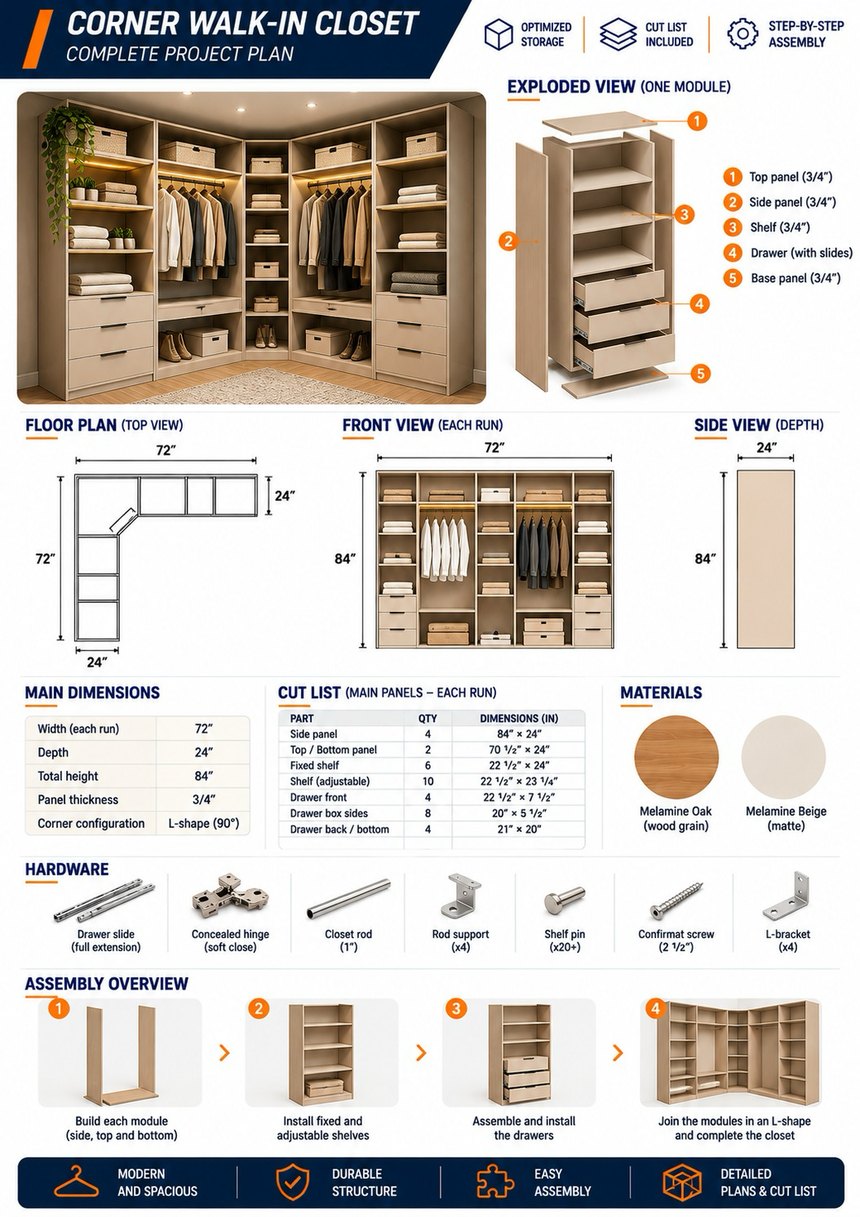 CORNER WALK-IN CLOSET
COMPLETE PROJECT PLAN
OPTIMIZED
STORAGE
CUT LIST
INCLUDED
STEP-BY-STEP
ASSEMBLY
EXPLODED VIEW (ONE MODULE)
1
2
3
4
5
1 Top panel (3/4")
2 Side panel (3/4")
3 Shelf (3/4")
4 Drawer (with slides)
5 Base panel (3/4")
FLOOR PLAN (TOP VIEW)
72"
24"
72"
24"
FRONT VIEW (EACH RUN)
72"
84"
SIDE VIEW (DEPTH)
24"
84"
MAIN DIMENSIONS
Width (each run) 72"
Depth 24"
Total height 84"
Panel thickness 3/4"
Corner configuration L-shape (90°)
CUT LIST (MAIN PANELS – EACH RUN)
PART QTY DIMENSIONS (IN)
Side panel 4 84" × 24"
Top / Bottom panel 2 70 1/2" × 24"
Fixed shelf 6 22 1/2" × 24"
Shelf (adjustable) 10 22 1/2" × 23 1/4"
Drawer front 4 22 1/2" × 7 1/2"
Drawer box sides 8 20" × 5 1/2"
Drawer back / bottom 4 21" × 20"
MATERIALS
Melamine Oak
(wood grain)
Melamine Beige
(matte)
HARDWARE
Drawer slide
(full extension)
Concealed hinge
(soft close)
Closet rod
(1")
Rod support
(x4)
Shelf pin
(x20+)
Confirmat screw
(2 1/2")
L-bracket
(x4)
ASSEMBLY OVERVIEW
1
Build each module
(side, top and bottom)
2
Install fixed and
adjustable shelves
3
Assemble and install
the drawers
4
Join the modules in an L-shape
and complete the closet
MODERN
AND SPACIOUS
DURABLE
STRUCTURE
EASY
ASSEMBLY
DETAILED
PLANS & CUT LIST